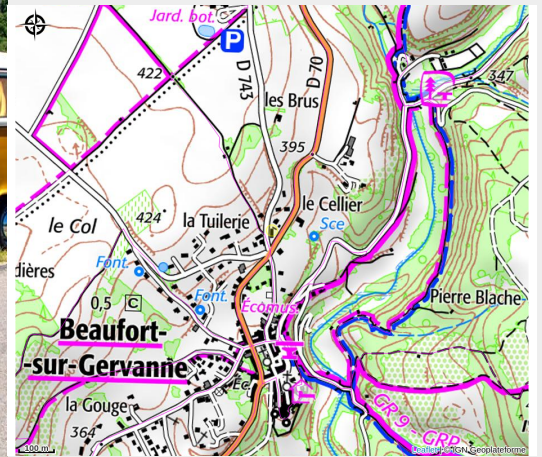 Jard. bot.
P
422
D 743
D 70
347
les Brus
395
le Cellier
424
la Tuilerie
Sce
le Col
Font.
dières
0,5 C
Font.
Écomus.
Pierre Blache
Beaufort-
-sur-Gervanne
Éc.
la Gouge
GR 9 - GRP
364
100 m
Leaflet | © IGN Geoplateforme